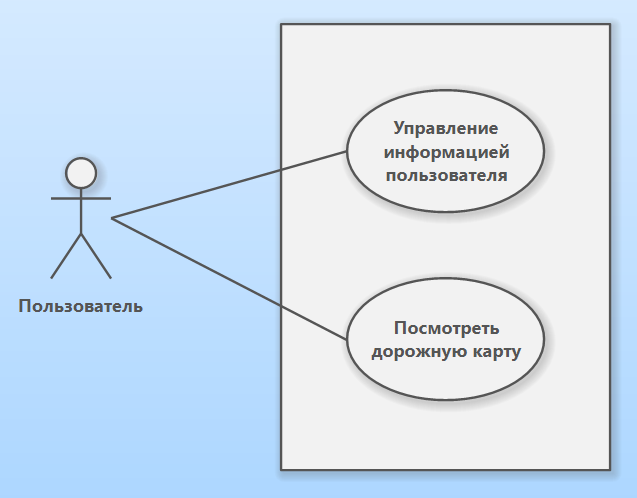 Управление
информацией
пользователя
Пользователь
Посмотреть
дорожную карту